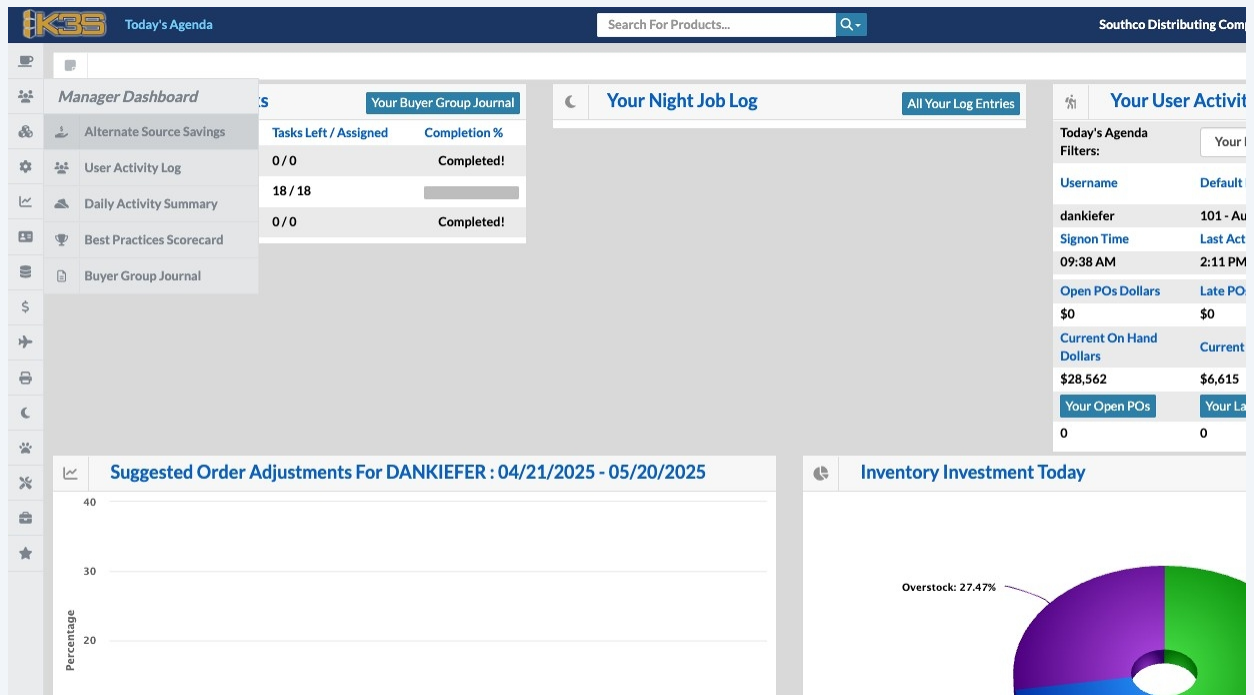 K3S
Today's Agenda
Search For Products...
Southco Distributing Com
Manager Dashboard
Alternate Source Savings
User Activity Log
Daily Activity Summary
Best Practices Scorecard
Buyer Group Journal
Your Buyer Group Journal
Tasks Left / Assigned Completion %
0 / 0 Completed!
18 / 18
0 / 0 Completed!
Your Night Job Log
All Your Log Entries
Your User Activit
Today's Agenda
Filters:
Your
Username Default
dankiefer 101 - Au
Signon Time Last Act
09:38 AM 2:11 PM
Open POs Dollars Late PO
$0 $0
Current On Hand
Dollars
Current
$28,562 $6,615
Your Open POs Your La
0 0
Suggested Order Adjustments For DANKIEFER : 04/21/2025 - 05/20/2025
40
30
20
Percentage
Inventory Investment Today
Overstock: 27.47%